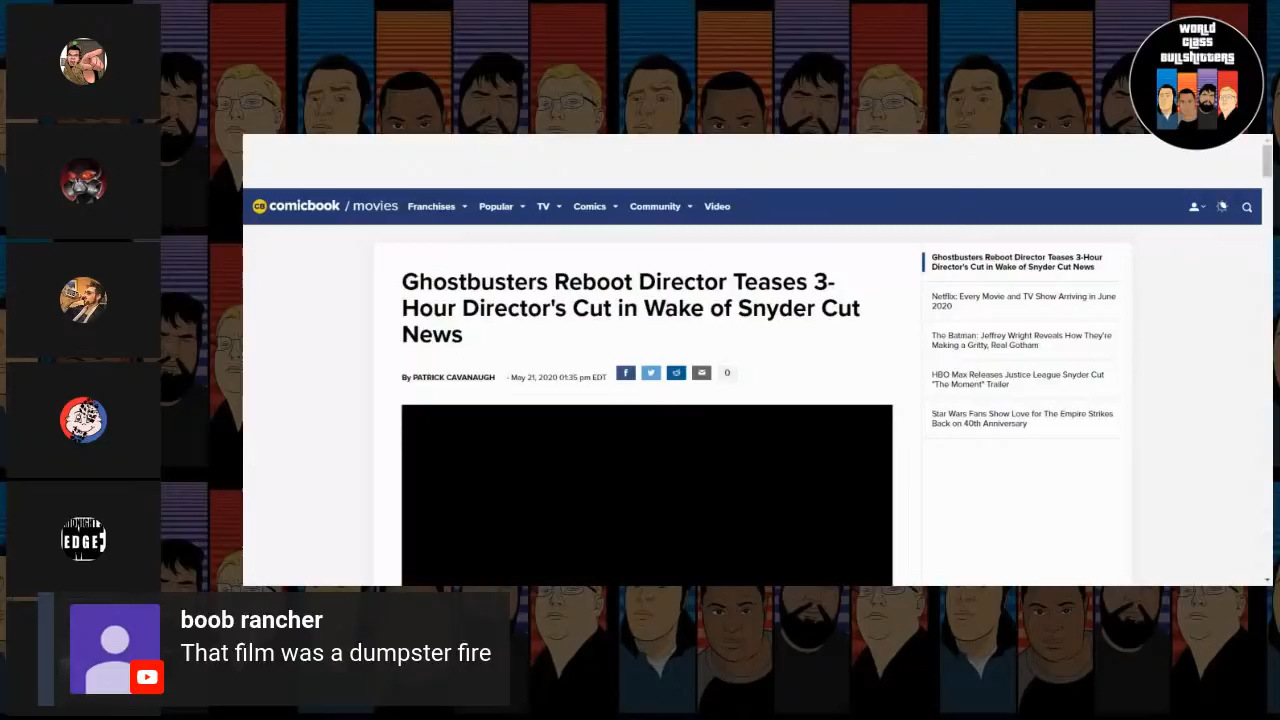 WORLD
CLASS
BULLSHITTERS
CB comicbook / movies Franchises Popular TV Comics Community Video
Ghostbusters Reboot Director Teases 3-
Hour Director's Cut in Wake of Snyder Cut
News
By PATRICK CAVANAUGH - May 21, 2020 01:35 pm EDT
f
0
Ghostbusters Reboot Director Teases 3-Hour
Director's Cut in Wake of Snyder Cut News
Netflix: Every Movie and TV Show Arriving in June
2020
The Batman: Jeffrey Wright Reveals How They're
Making a Gritty, Real Gotham
HBO Max Releases Justice League Snyder Cut
"The Moment" Trailer
Star Wars Fans Show Love for The Empire Strikes
Back on 40th Anniversary
MIDNIGHT
EDGE
boob rancher
That film was a dumpster fire